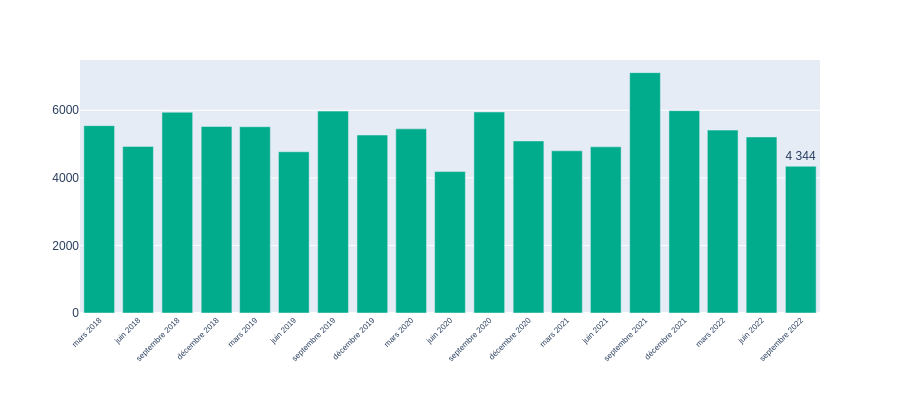 6000
4000
2000
0
4 344
mars 2018
juin 2018
septembre 2018
décembre 2018
mars 2019
juin 2019
septembre 2019
décembre 2019
mars 2020
juin 2020
septembre 2020
décembre 2020
mars 2021
juin 2021
septembre 2021
décembre 2021
mars 2022
juin 2022
septembre 2022